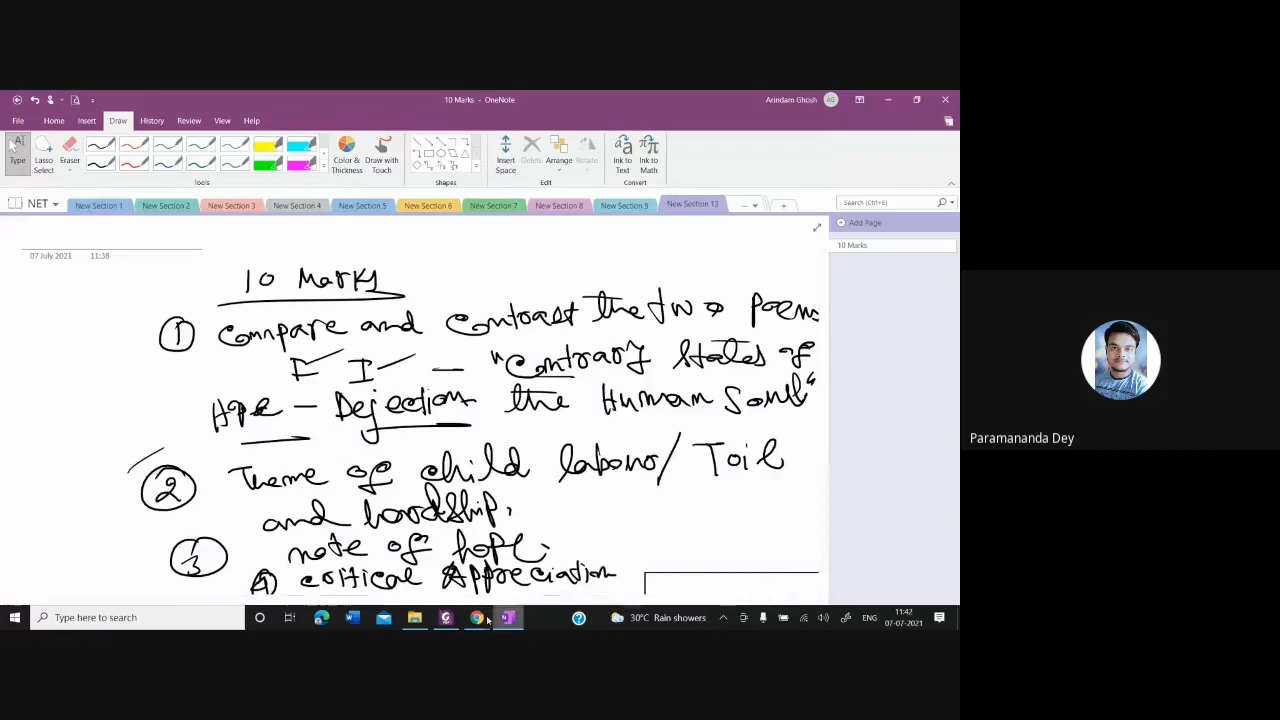 10 Marks - OneNote
Arindam Ghosh
AG
File Home Insert Draw History Review View Help
Type
Lasso Select
Eraser
Color & Thickness
Draw with Touch
Insert Space
Delete
Arrange
Rotate
Ink to Text
Ink to Math
Tools
Shapes
Edit
Convert
NET
New Section 1
New Section 2
New Section 3
New Section 4
New Section 5
New Section 6
New Section 7
New Section 8
New Section 9
New Section 13
Search (Ctrl+E)
Add Page
10 Marks
07 July 2021 11:38
10 Marks
1 Compare and contrast the two Poems
E I — "Contrary States of
Hope — Dejection the Human Soul"
2 Theme of child labour/ Toil
and hardship.
3 note of hope.
4 critical Appreciation
Paramananda Dey
Type here to search
30°C Rain showers
ENG
11:42
07-07-2021